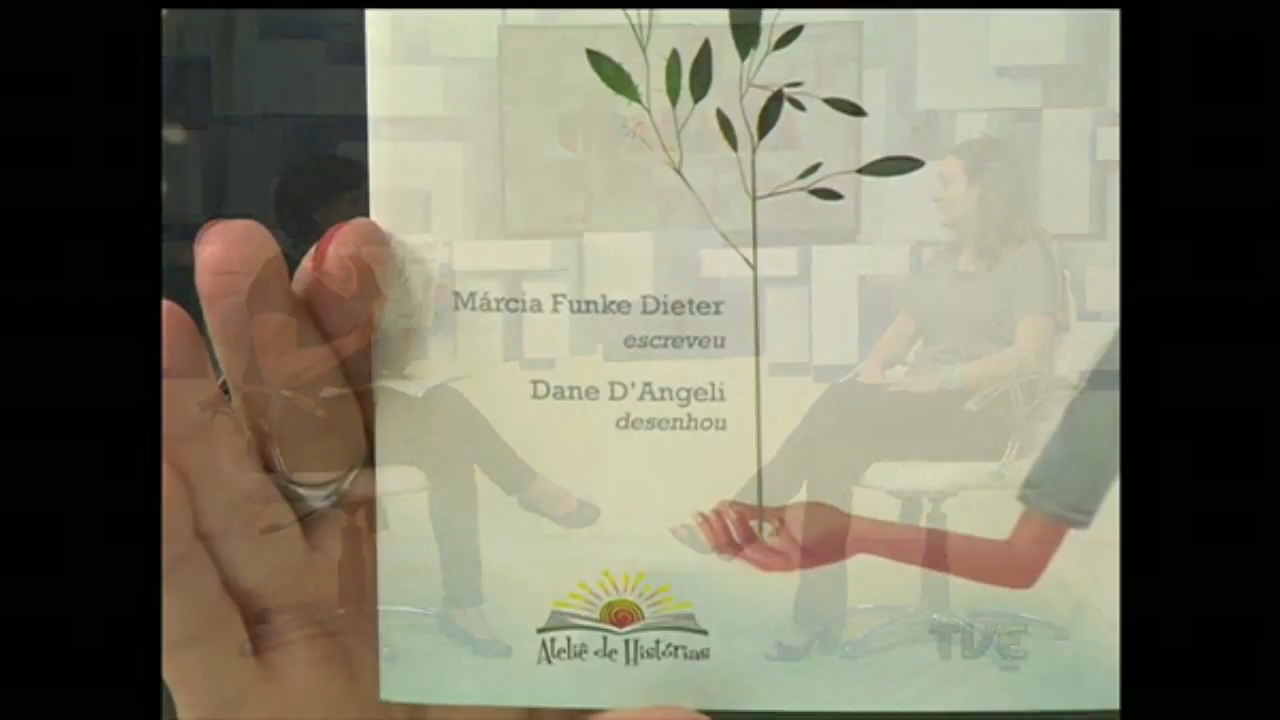 Márcia Funke Dieter
escreveu
Dane D'Angeli
desenhou
Ateliê de Histórias
TVE